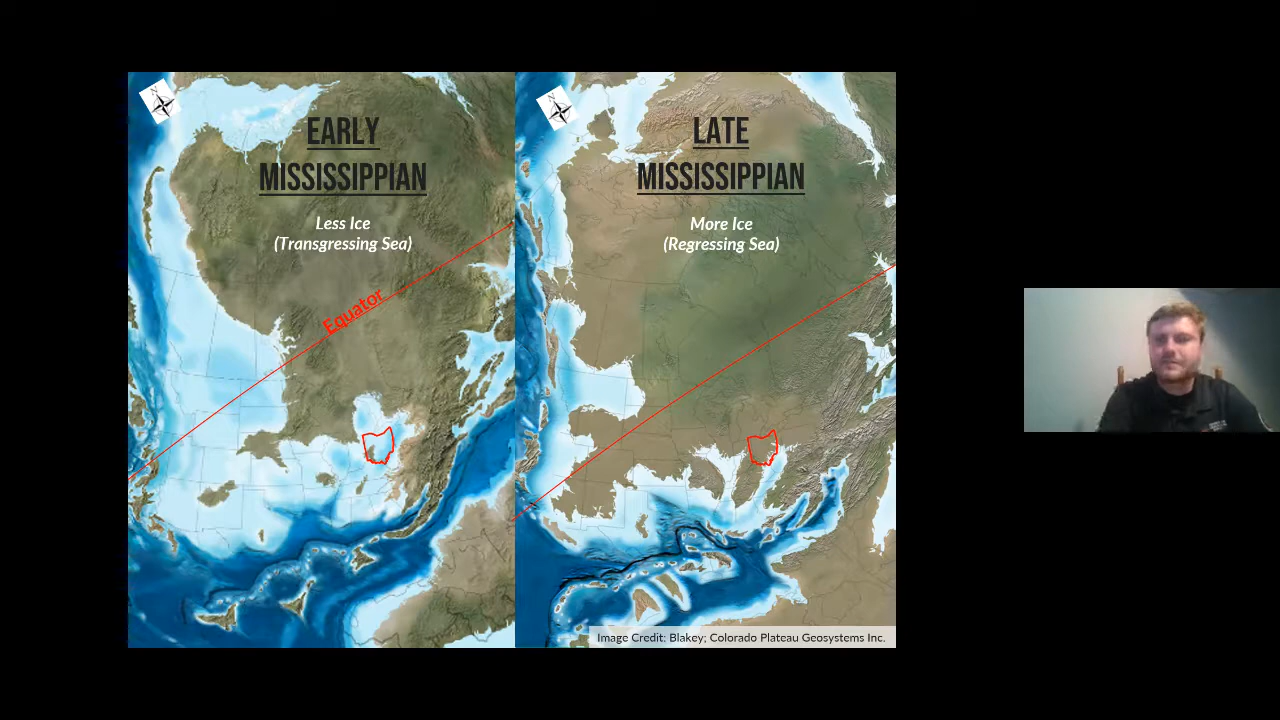 N
EARLY
MISSISSIPPIAN
Less Ice
(Transgressing Sea)
Equator
N
LATE
MISSISSIPPIAN
More Ice
(Regressing Sea)
Image Credit: Blakey; Colorado Plateau Geosystems Inc.